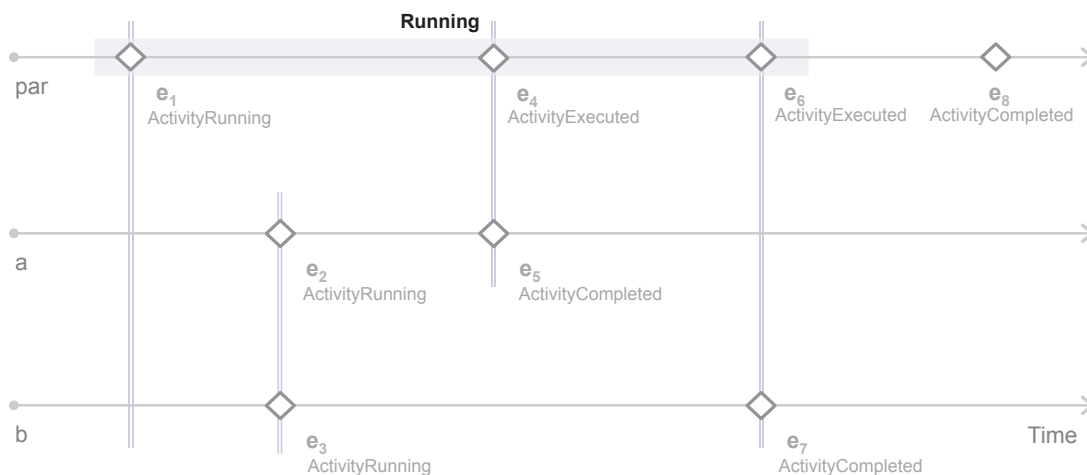 Running
par
e1
ActivityRunning
e4
ActivityExecuted
e6
ActivityExecuted
e8
ActivityCompleted
a
e2
ActivityRunning
e5
ActivityCompleted
b
Time
e3
ActivityRunning
e7
ActivityCompleted